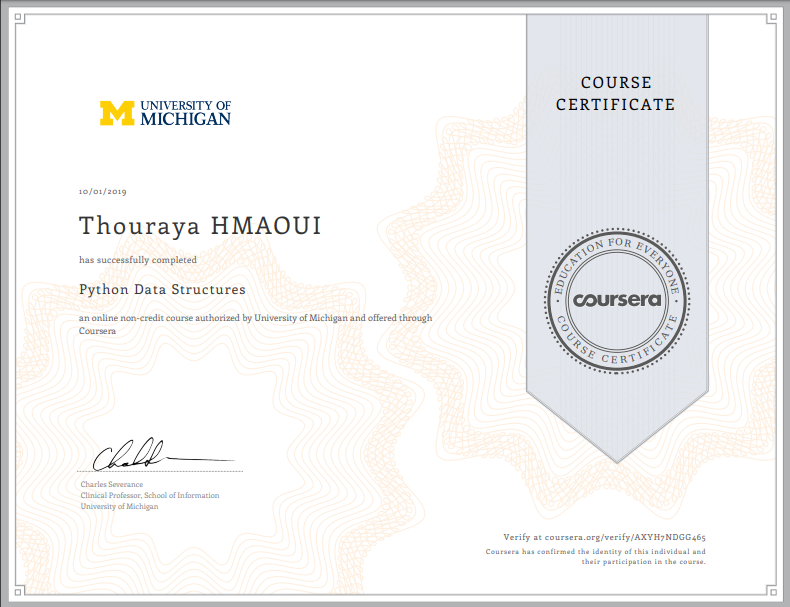 UNIVERSITY OF
MICHIGAN
COURSE
CERTIFICATE
10/01/2019
Thouraya HMAOUI
has successfully completed
Python Data Structures
an online non-credit course authorized by University of Michigan and offered through
Coursera
EDUCATION FOR EVERYONE
coursera
COURSE CERTIFICATE
Charles Severance
Clinical Professor, School of Information
University of Michigan
Verify at coursera.org/verify/AXYH7NDGG465
Coursera has confirmed the identity of this individual and
their participation in the course.